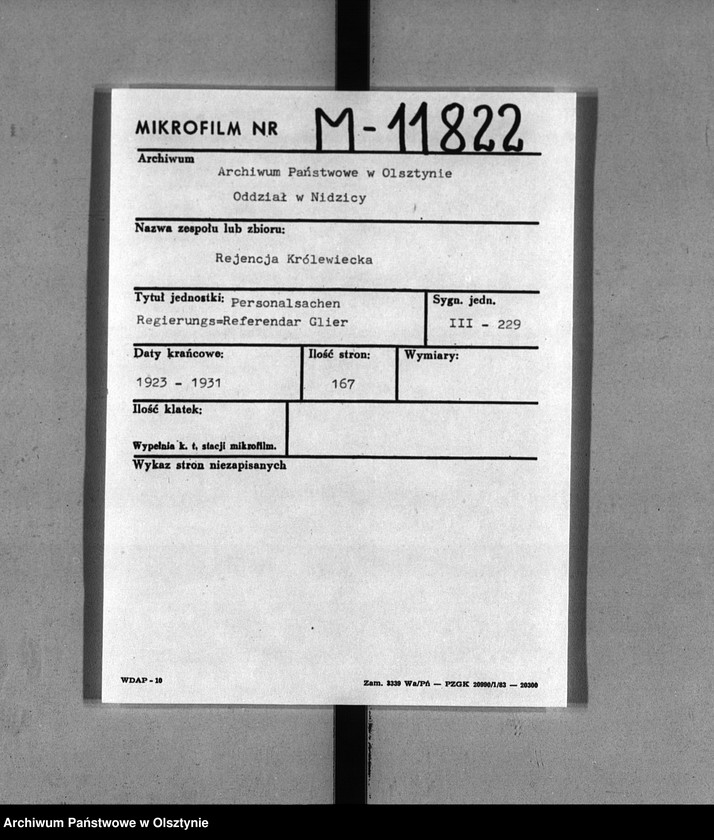 MIKROFILM NR M-11822
Archiwum
Archiwum Państwowe w Olsztynie
Oddział w Nidzicy
Nazwa zespołu lub zbioru:
Rejencja Królewiecka
Tytuł jednostki: Personalsachen
Regierungs=Referendar Glier
Sygn. jedn.
III - 229
Daty krańcowe:
1923 - 1931
Ilość stron:
167
Wymiary:
Ilość klatek:
Wypełnia k. t. stacji mikrofilm.
Wykaz stron niezapisanych
WDAP - 10
Zam. 3339 Wa/Pń — PZGK 20990/I/83 — 20300
Archiwum Państwowe w Olsztynie